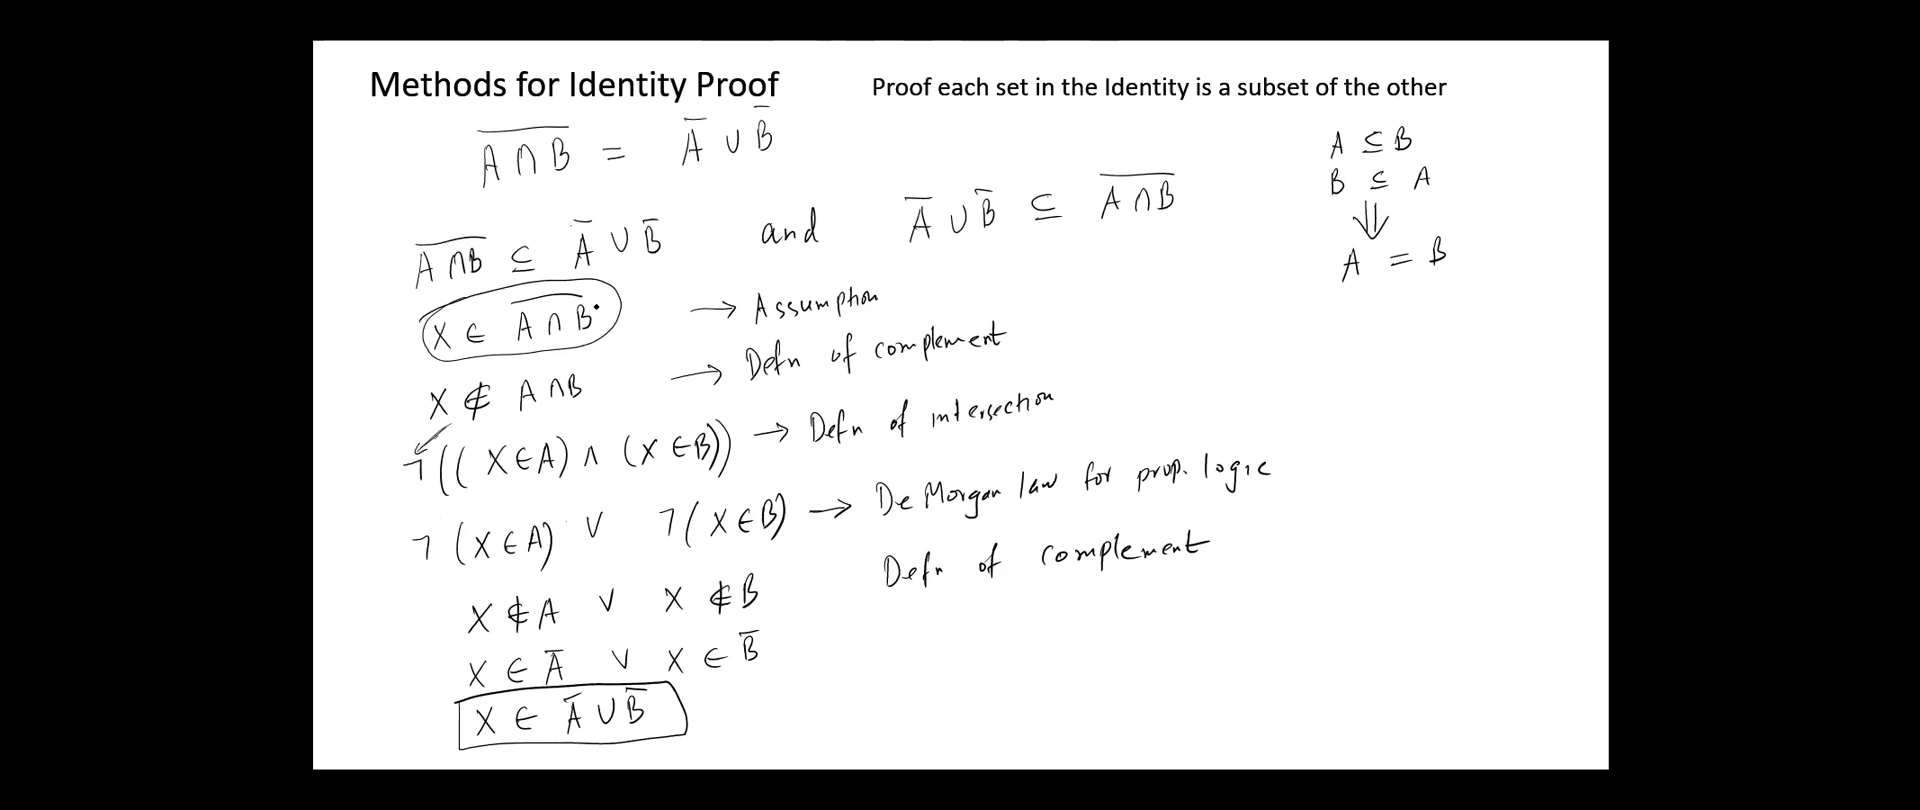 Methods for Identity Proof
Proof each set in the Identity is a subset of the other
A̅ ̅∩̅ ̅B̅ = A̅ ∪ B̅
A ⊆ B
B ⊆ A
⇓
A = B
A̅ ̅∩̅ ̅B̅ ⊆ A̅ ∪ B̅ and A̅ ∪ B̅ ⊆ A̅ ̅∩̅ ̅B̅
X ∈ A̅ ̅∩̅ ̅B̅ → Assumption
X ∉ A ∩ B → Defn of complement
¬((X ∈ A) ∧ (X ∈ B)) → Defn of intersection
¬(X ∈ A) ∨ ¬(X ∈ B) → De Morgan law for prop. logic
Defn of complement
X ∉ A ∨ X ∉ B
X ∈ A̅ ∨ X ∈ B̅
X ∈ A̅ ∪ B̅